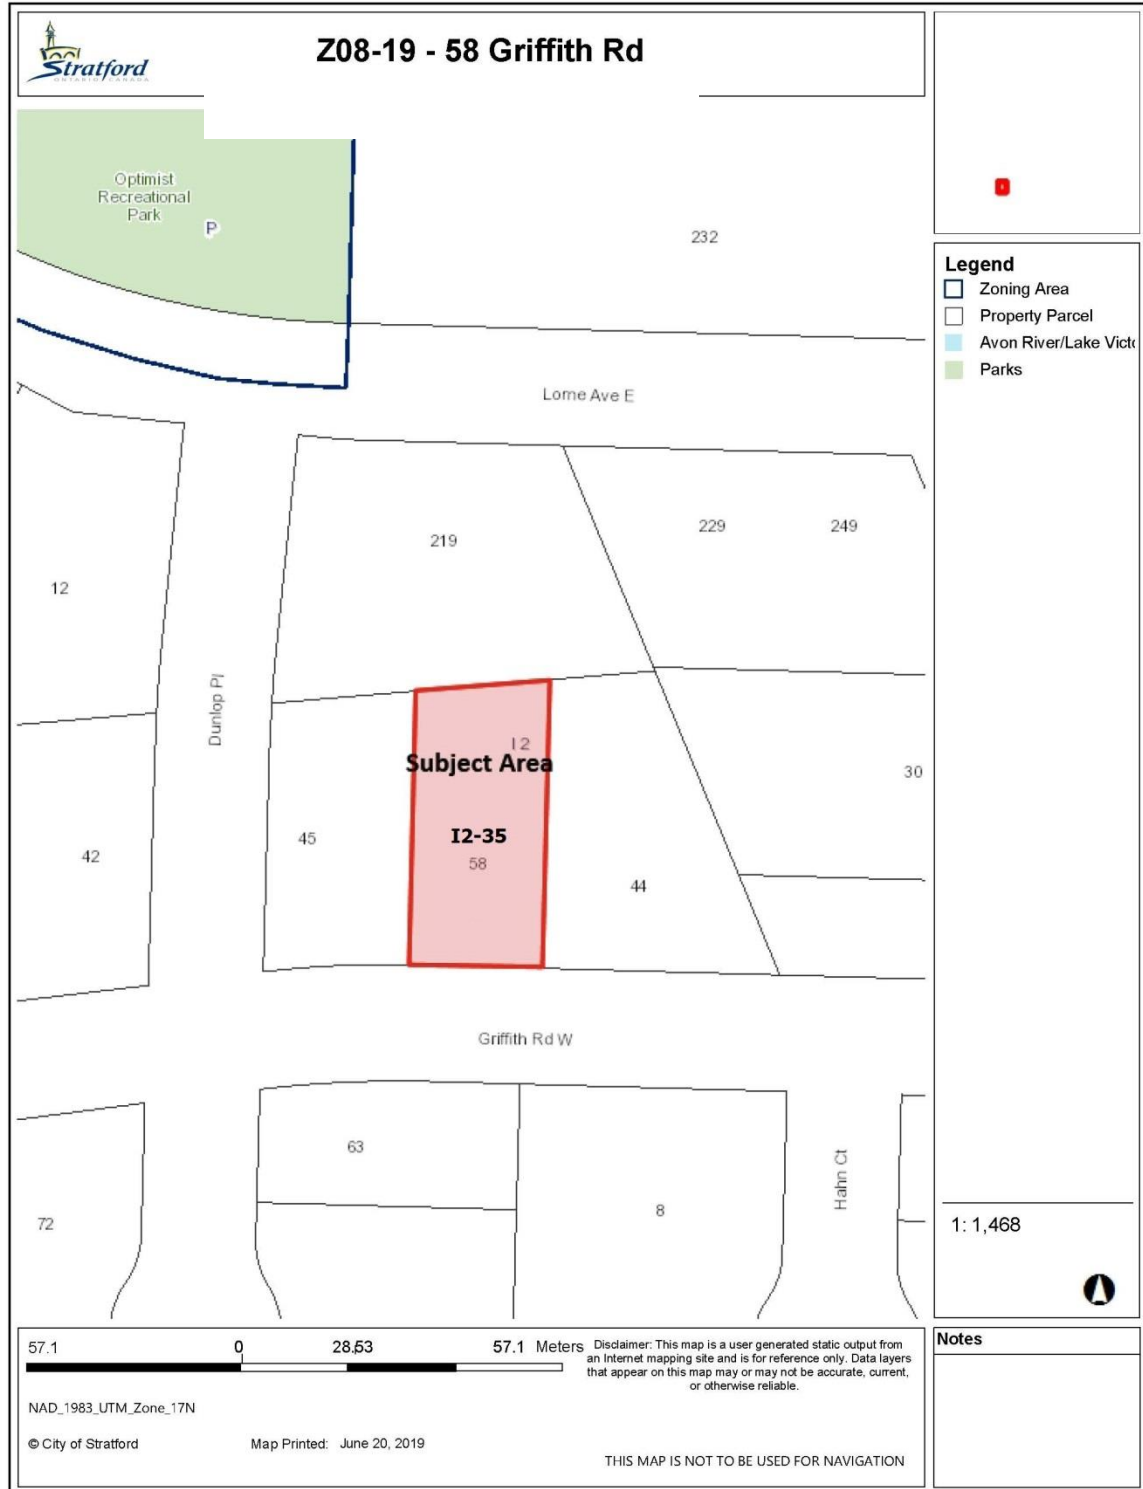 Stratford
ONTARIO CANADA
Z08-19 - 58 Griffith Rd
Optimist
Recreational
Park
P
232
Lorne Ave E
219
229
249
12
Dunlop Pl
I 2
Subject Area
30
I2-35
45
58
42
44
Griffith Rd W
63
8
Hahn Ct
72
Legend
Zoning Area
Property Parcel
Avon River/Lake Victo
Parks
1: 1,468
57.1 0 28.53 57.1 Meters
NAD_1983_UTM_Zone_17N
© City of Stratford
Map Printed: June 20, 2019
Disclaimer: This map is a user generated static output from
an Internet mapping site and is for reference only. Data layers
that appear on this map may or may not be accurate, current,
or otherwise reliable.
THIS MAP IS NOT TO BE USED FOR NAVIGATION
Notes